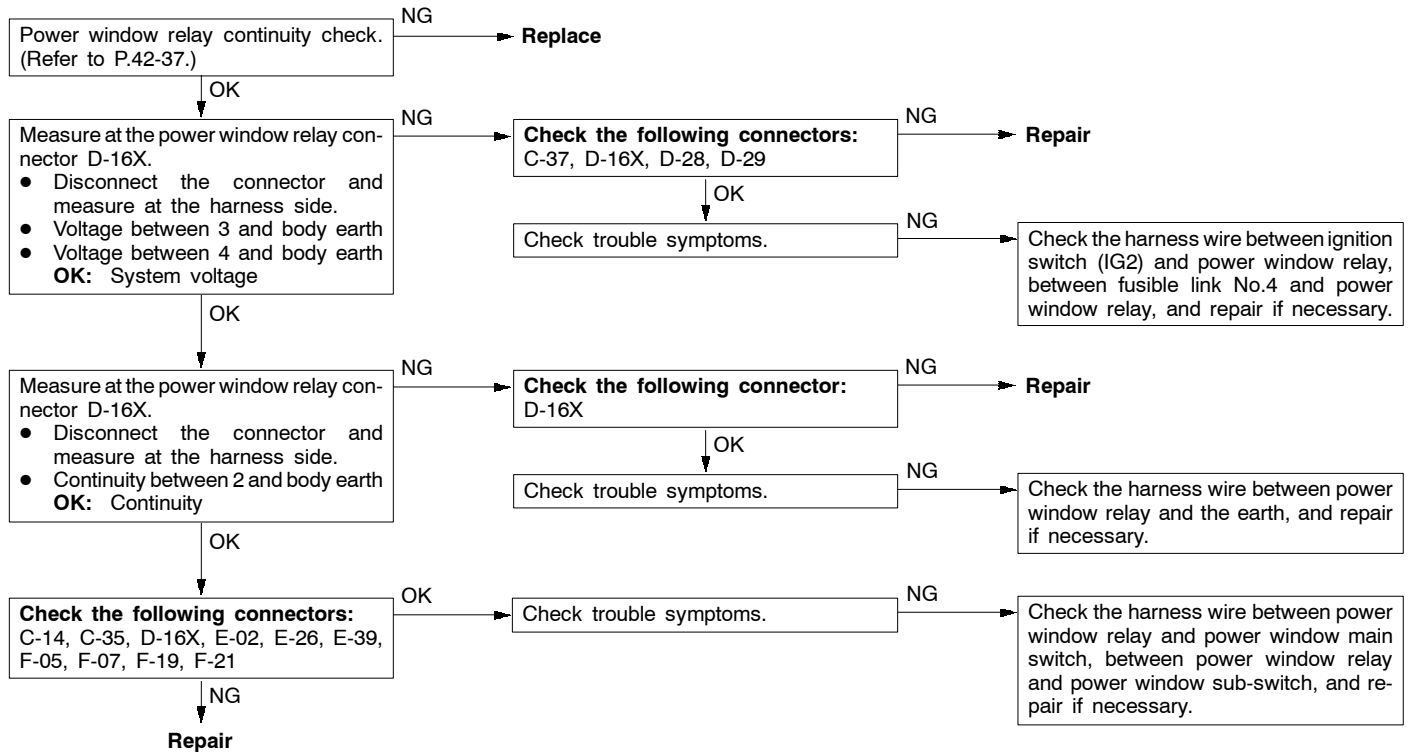 Power window relay continuity check.
(Refer to P.42-37.)
NG
Replace
OK
Measure at the power window relay con-
nector D-16X.
● Disconnect the connector and
measure at the harness side.
● Voltage between 3 and body earth
● Voltage between 4 and body earth
OK: System voltage
NG
Check the following connectors:
C-37, D-16X, D-28, D-29
NG
Repair
OK
Check trouble symptoms.
NG
Check the harness wire between ignition
switch (IG2) and power window relay,
between fusible link No.4 and power
window relay, and repair if necessary.
OK
Measure at the power window relay con-
nector D-16X.
● Disconnect the connector and
measure at the harness side.
● Continuity between 2 and body earth
OK: Continuity
NG
Check the following connector:
D-16X
NG
Repair
OK
Check trouble symptoms.
NG
Check the harness wire between power
window relay and the earth, and repair
if necessary.
OK
Check the following connectors:
C-14, C-35, D-16X, E-02, E-26, E-39,
F-05, F-07, F-19, F-21
OK
Check trouble symptoms.
NG
Check the harness wire between power
window relay and power window main
switch, between power window relay
and power window sub-switch, and re-
pair if necessary.
NG
Repair